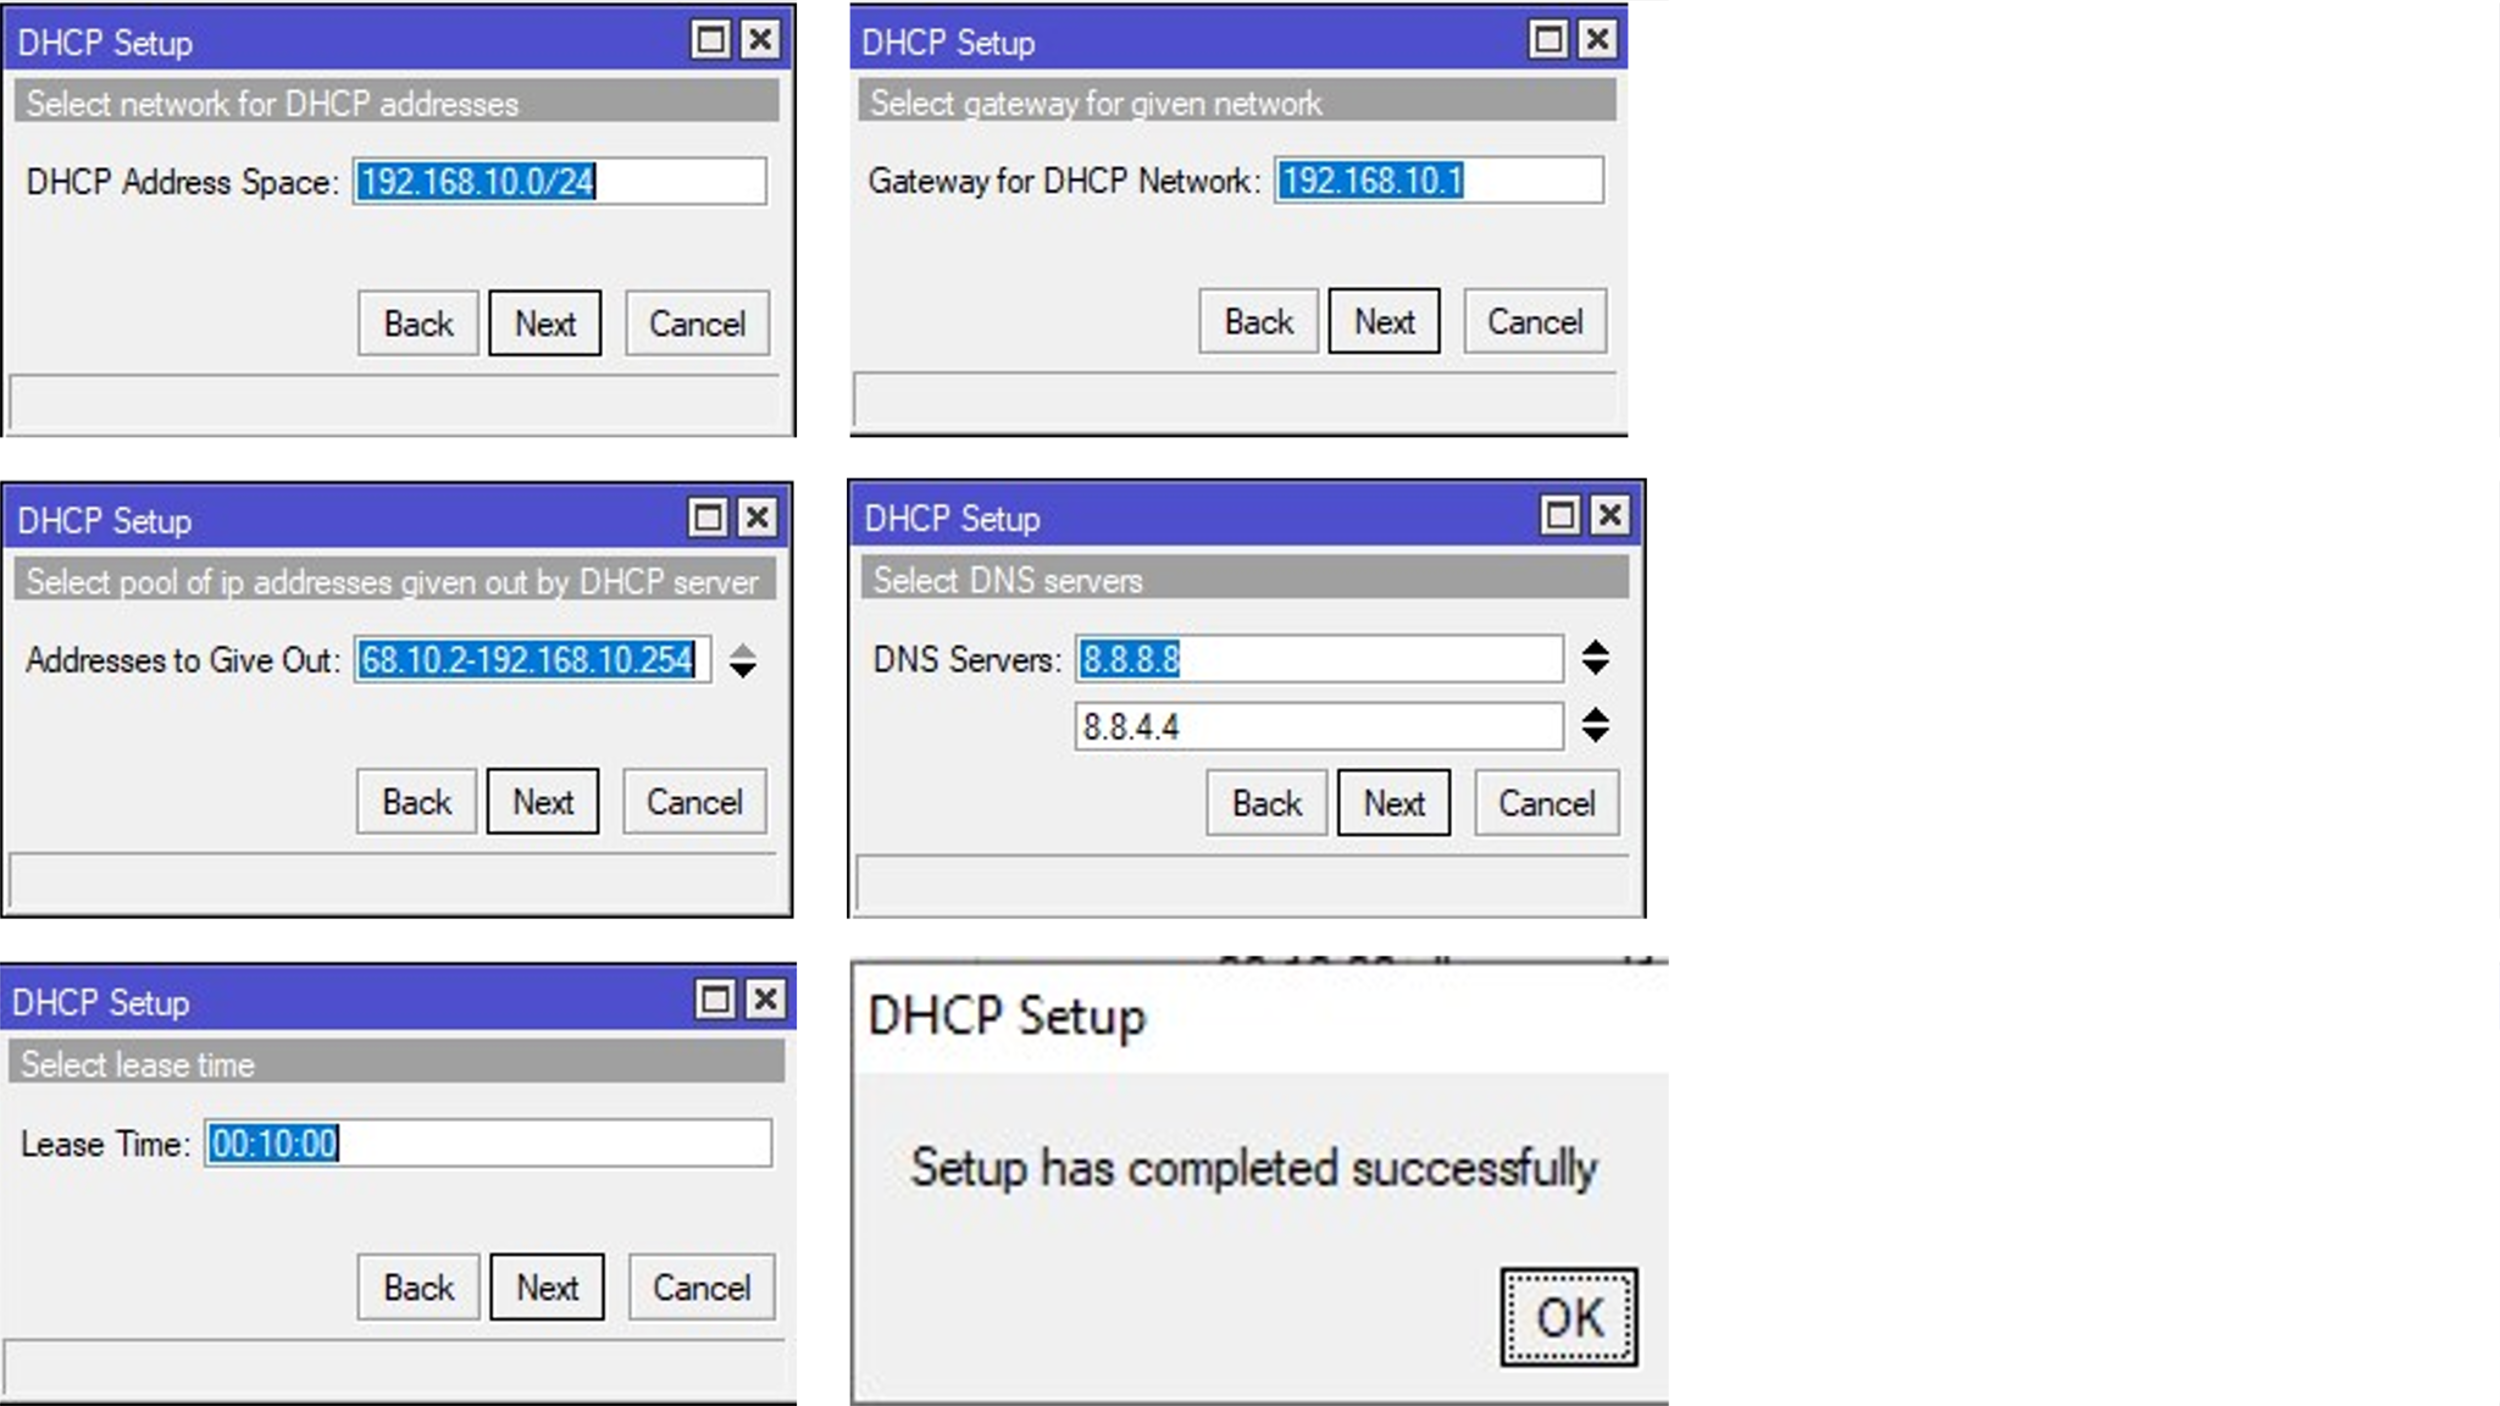 DHCP Setup
Select network for DHCP addresses
DHCP Address Space: 192.168.10.0/24
Back Next Cancel
DHCP Setup
Select gateway for given network
Gateway for DHCP Network: 192.168.10.1
Back Next Cancel
DHCP Setup
Select pool of ip addresses given out by DHCP server
Addresses to Give Out: 68.10.2-192.168.10.254
Back Next Cancel
DHCP Setup
Select DNS servers
DNS Servers: 8.8.8.8
8.8.4.4
Back Next Cancel
DHCP Setup
Select lease time
Lease Time: 00:10:00
Back Next Cancel
DHCP Setup
Setup has completed successfully
OK